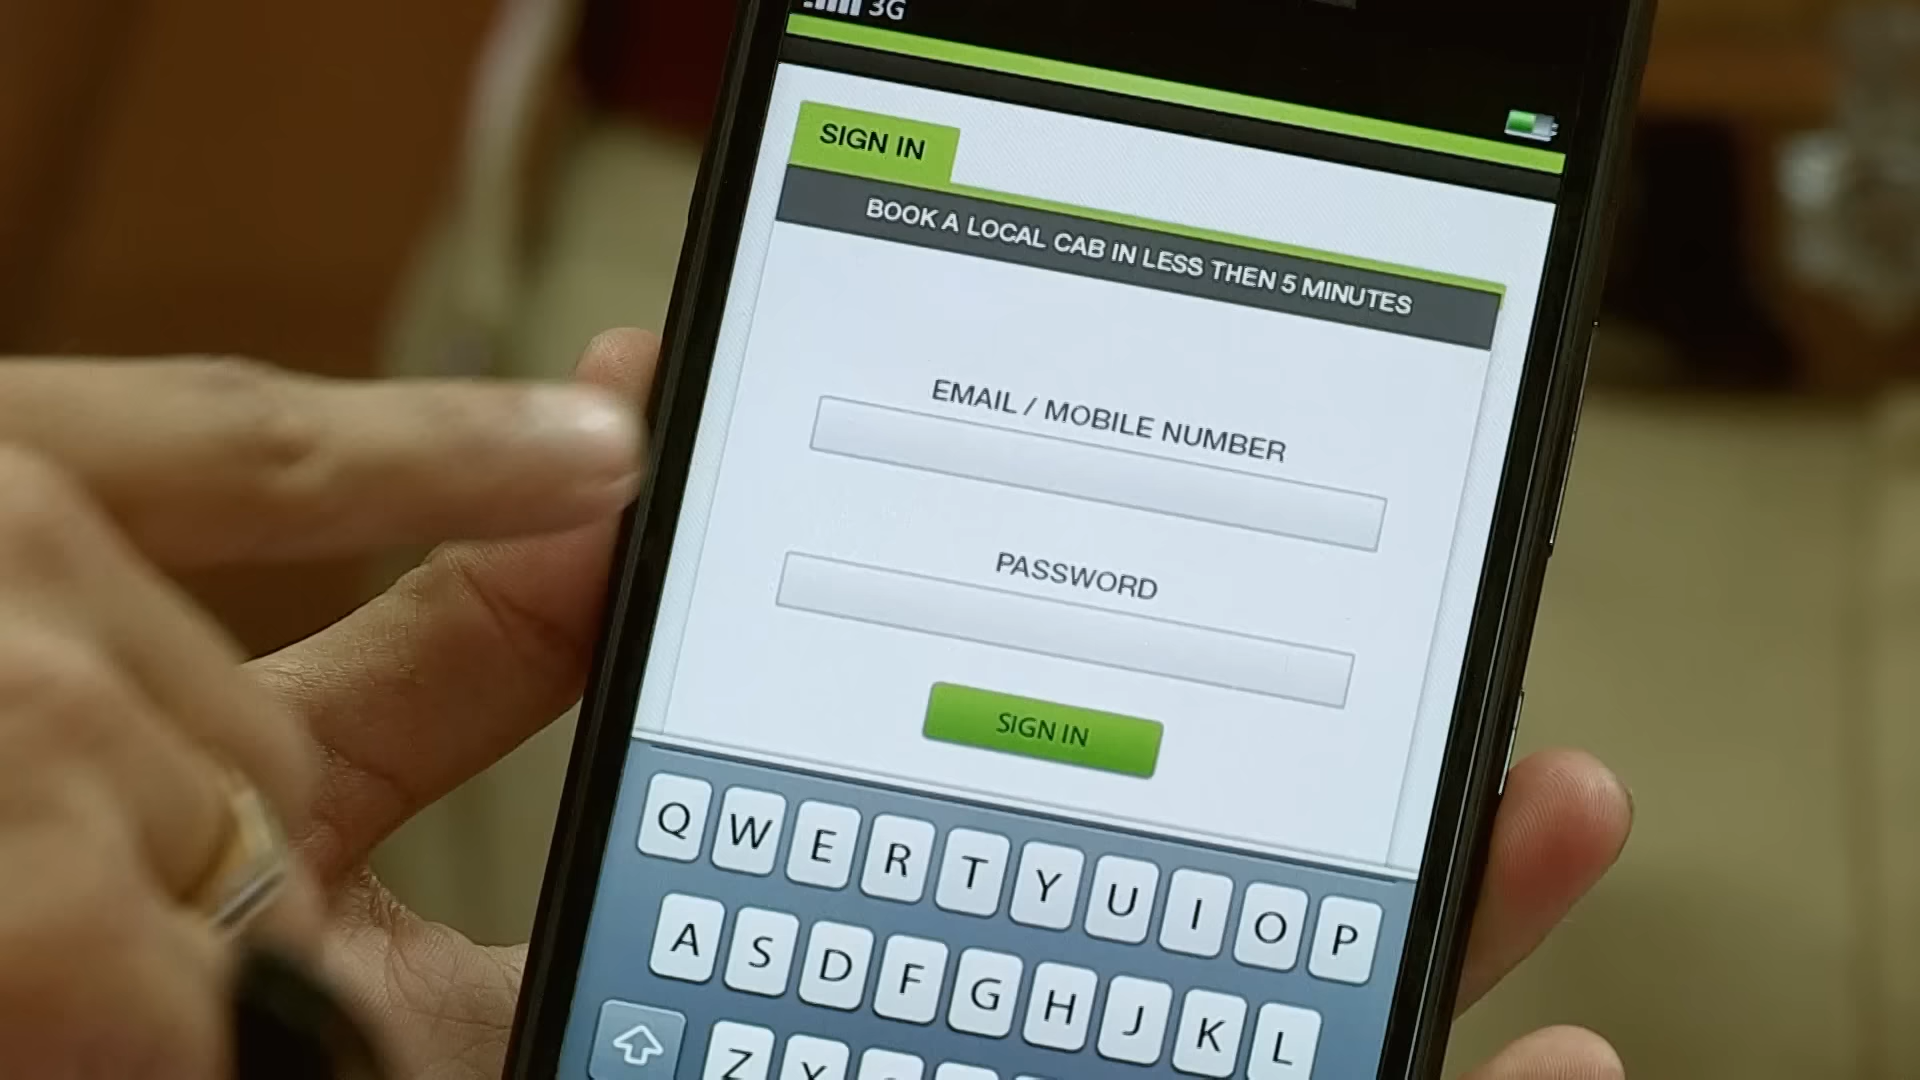 3G
SIGN IN
BOOK A LOCAL CAB IN LESS THEN 5 MINUTES
EMAIL / MOBILE NUMBER
PASSWORD
SIGN IN
Q W E R T Y U I O P
A S D F G H J K L
Z X